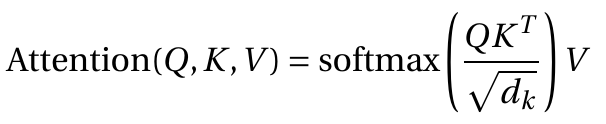 Attention(Q, K, V) = softmax(QK^T / √d_k) V